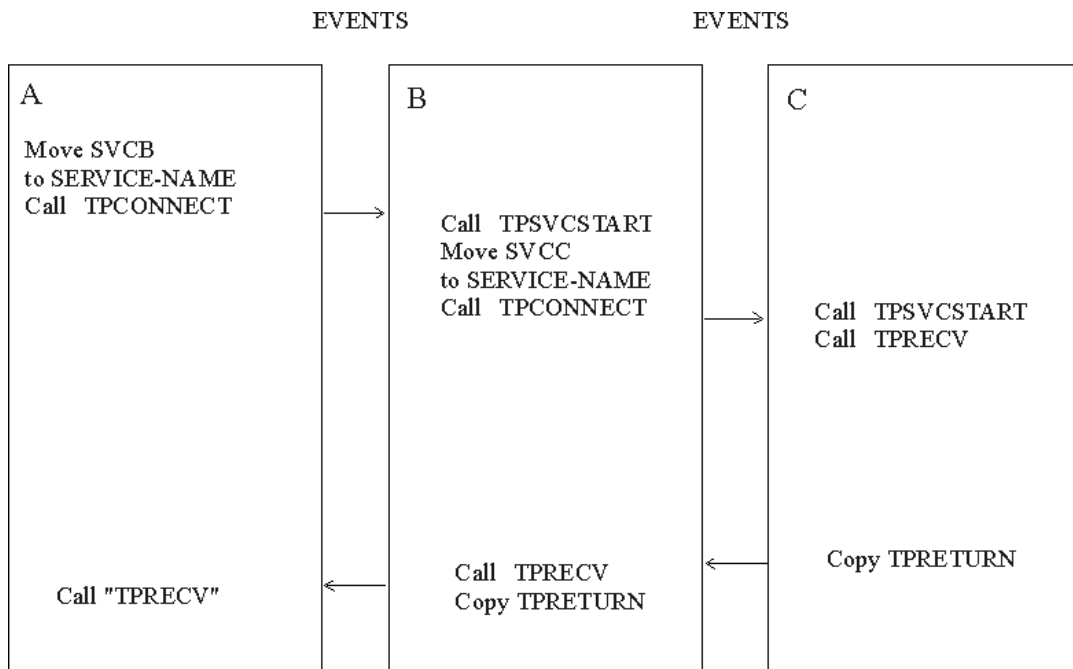 EVENTS
EVENTS
A
Move SVCB
to SERVICE-NAME
Call TPCONNECT
Call "TPRECV"
B
Call TPSVCSTART
Move SVCC
to SERVICE-NAME
Call TPCONNECT
Call TPRECV
Copy TPRETURN
C
Call TPSVCSTART
Call TPRECV
Copy TPRETURN